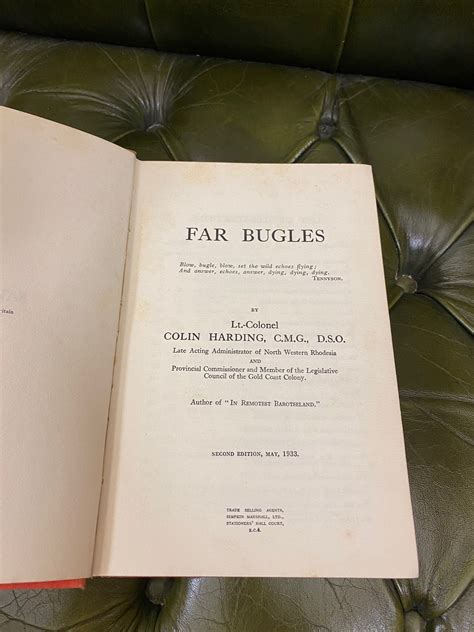 ritain
FAR BUGLES
Blow, bugle, blow, set the wild echoes flying;
And answer, echoes, answer, dying, dying, dying.
TENNYSON.
BY
LT.-COLONEL
COLIN HARDING, C.M.G., D.S.O.
Late Acting Administrator of North Western Rhodesia
AND
Provincial Commissioner and Member of the Legislative
Council of the Gold Coast Colony.
Author of "IN REMOTEST BAROTSELAND."
SECOND EDITION, MAY, 1933.
TRADE SELLING AGENTS,
SIMPKIN MARSHALL, LTD.,
STATIONERS' HALL COURT,
E.C.4.